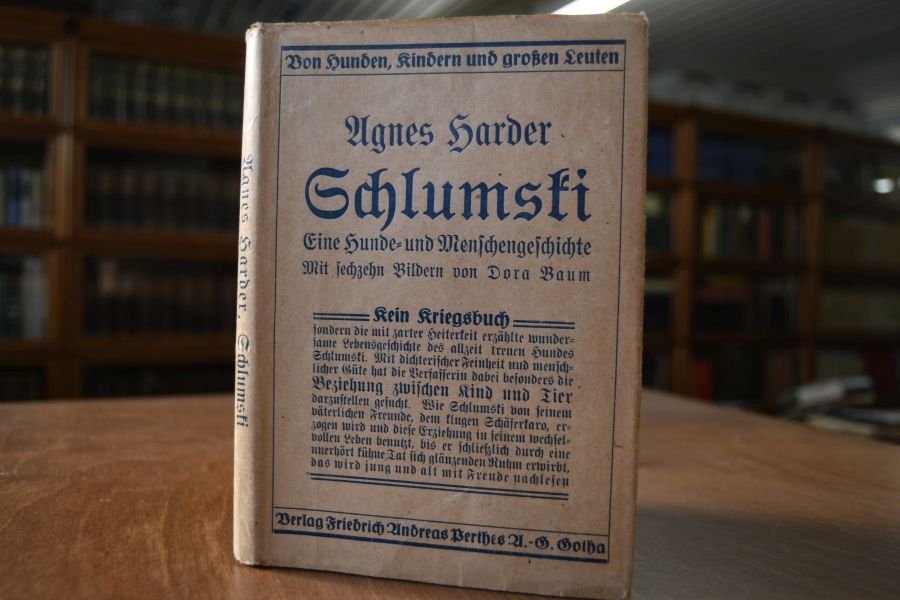 Von Hunden, Kindern und großen Leuten
Agnes Harder
Schlumski
Eine Hunde- und Menschengeschichte
Mit sechzehn Bildern von Dora Baum
Kein Kriegsbuch
sondern die mit zarter Heiterkeit erzählte wunder-
same Lebensgeschichte des allzeit treuen Hundes
Schlumski. Mit dichterischer Feinheit und mensch-
licher Güte hat die Verfasserin dabei besonders die
Beziehung zwischen Kind und Tier
darzustellen gesucht. Wie Schlumski von seinem
väterlichen Freunde, dem klugen Schäferkaro, er-
zogen wird und diese Erziehung in seinem wechsel-
vollen Leben benutzt, bis er schließlich durch eine
unerhört kühne Tat sich glänzenden Ruhm erwirbt,
das wird jung und alt mit Freude nachlesen
Verlag Friedrich Andreas Perthes A.-G. Gotha
Agnes Harder, Schlumski